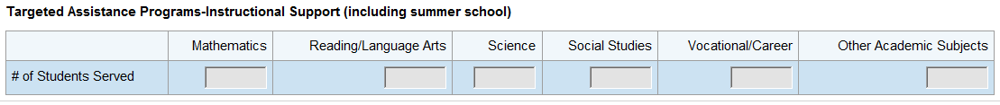 Targeted Assistance Programs-Instructional Support (including summer school)
Mathematics Reading/Language Arts Science Social Studies Vocational/Career Other Academic Subjects
# of Students Served